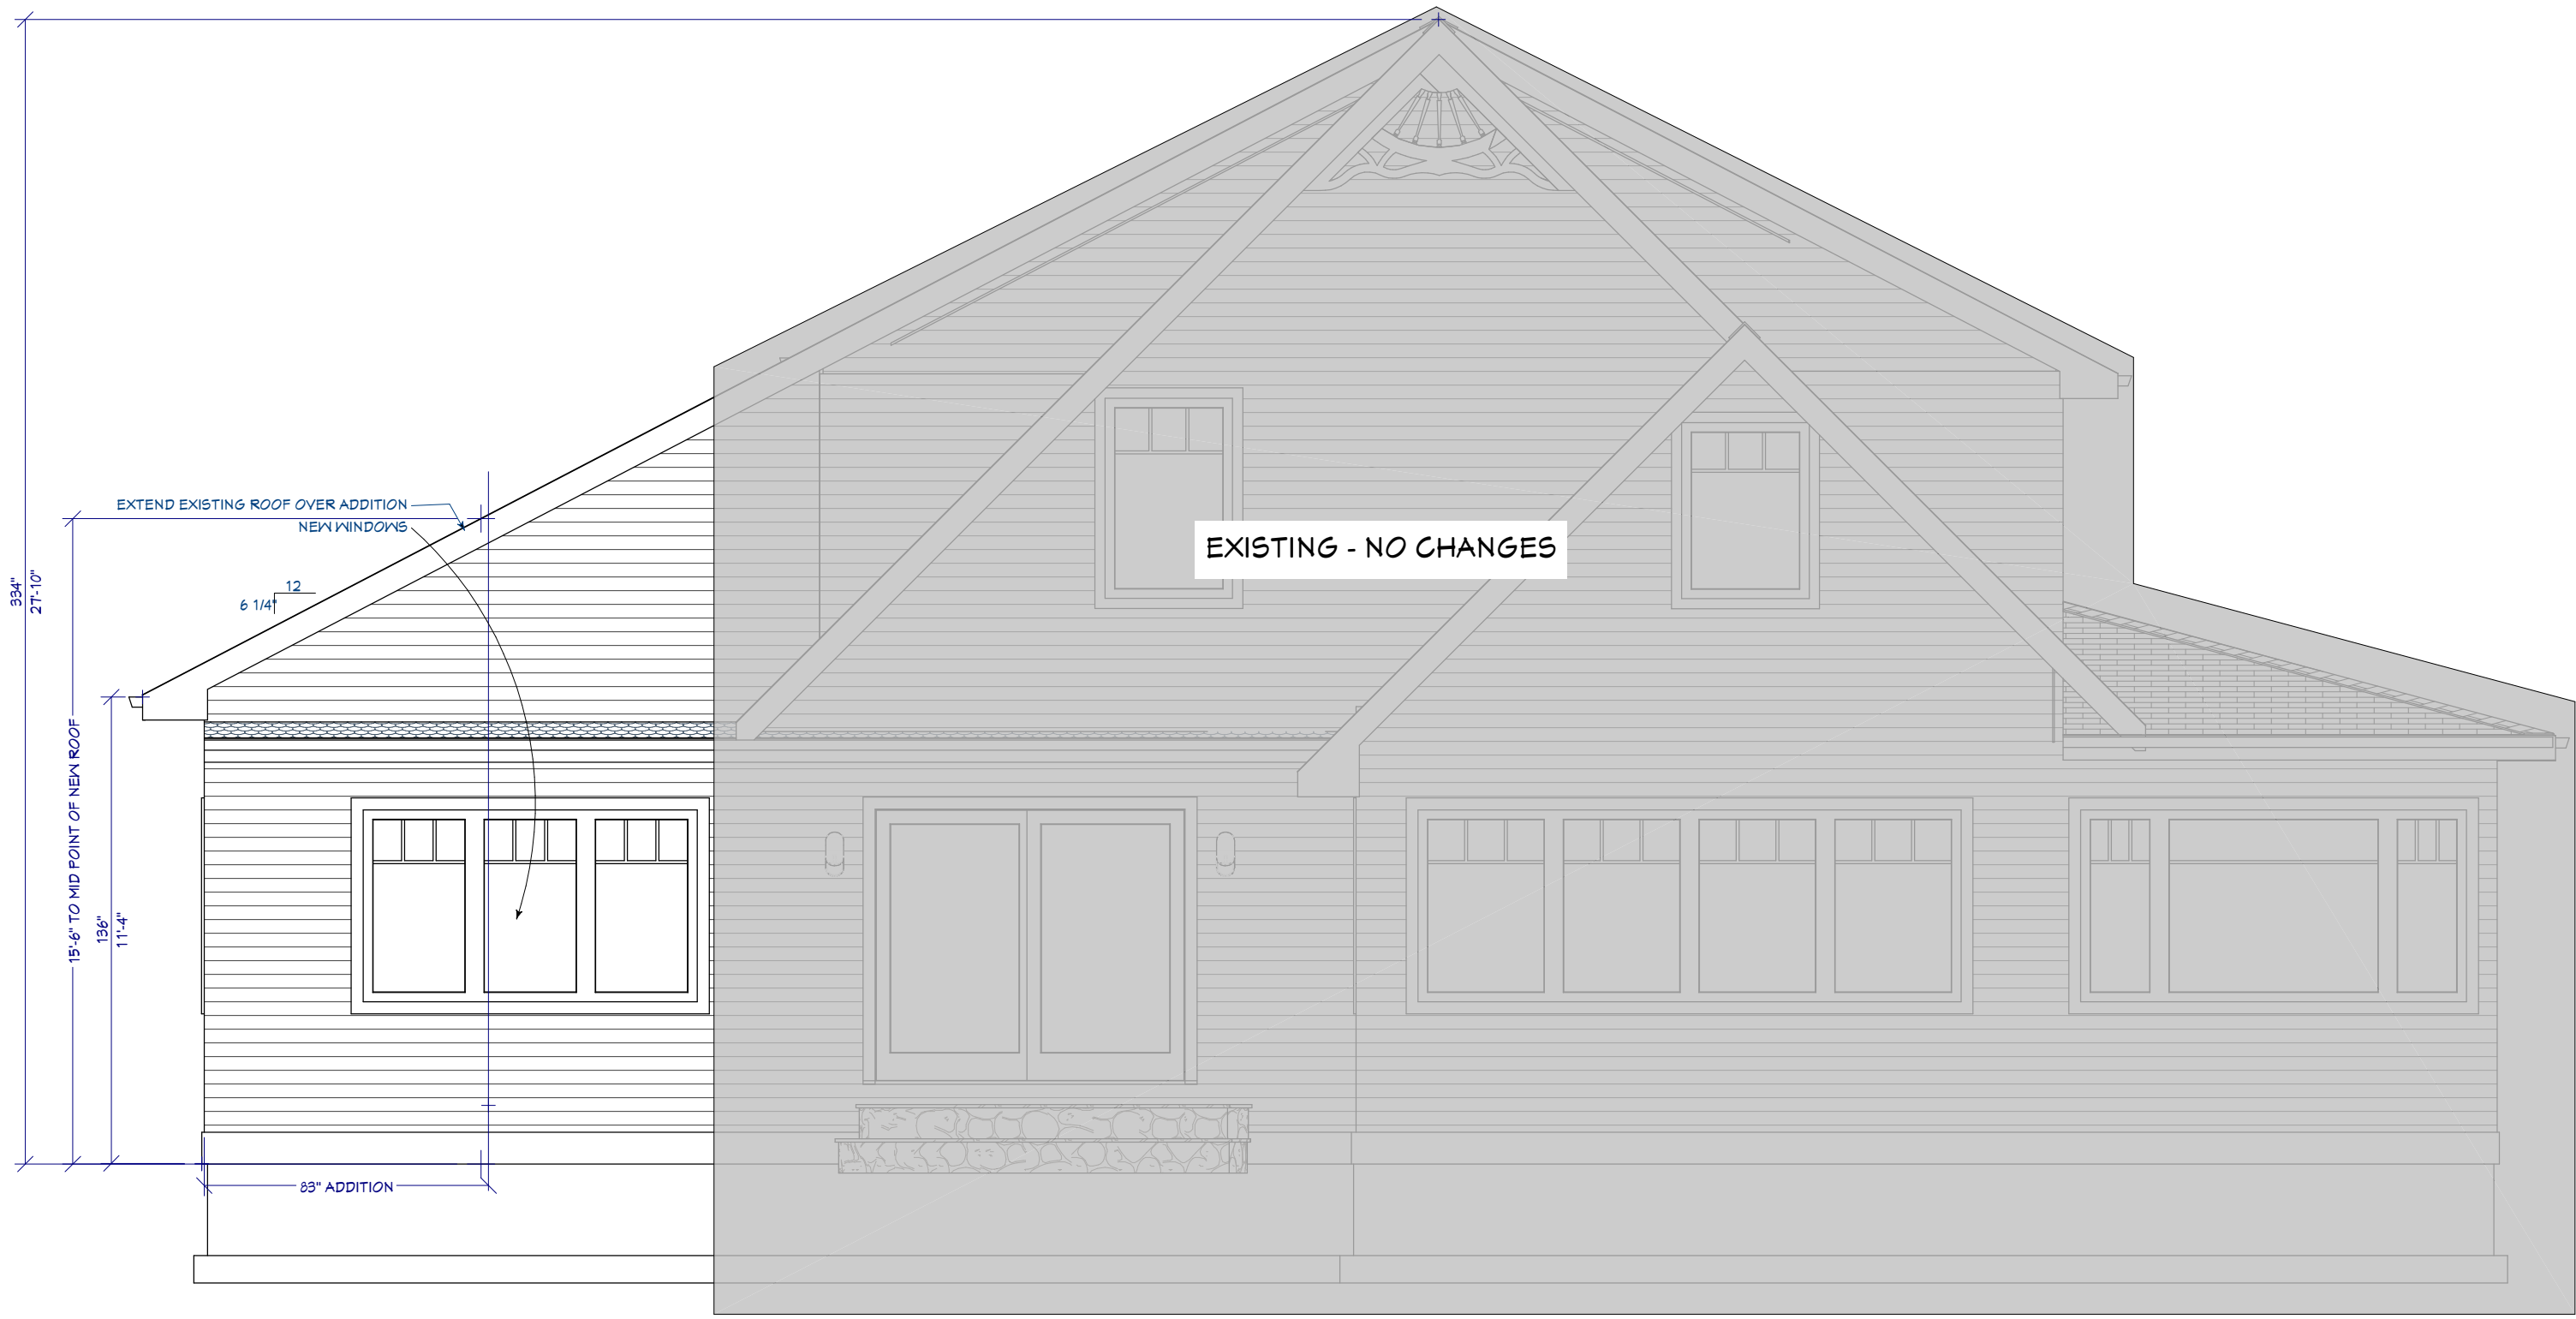 EXTEND EXISTING ROOF OVER ADDITION
NEW WINDOWS
EXISTING - NO CHANGES
12
6 1/4"
334"
27'-10"
15'-6" TO MID POINT OF NEW ROOF
136"
11'-4"
83" ADDITION